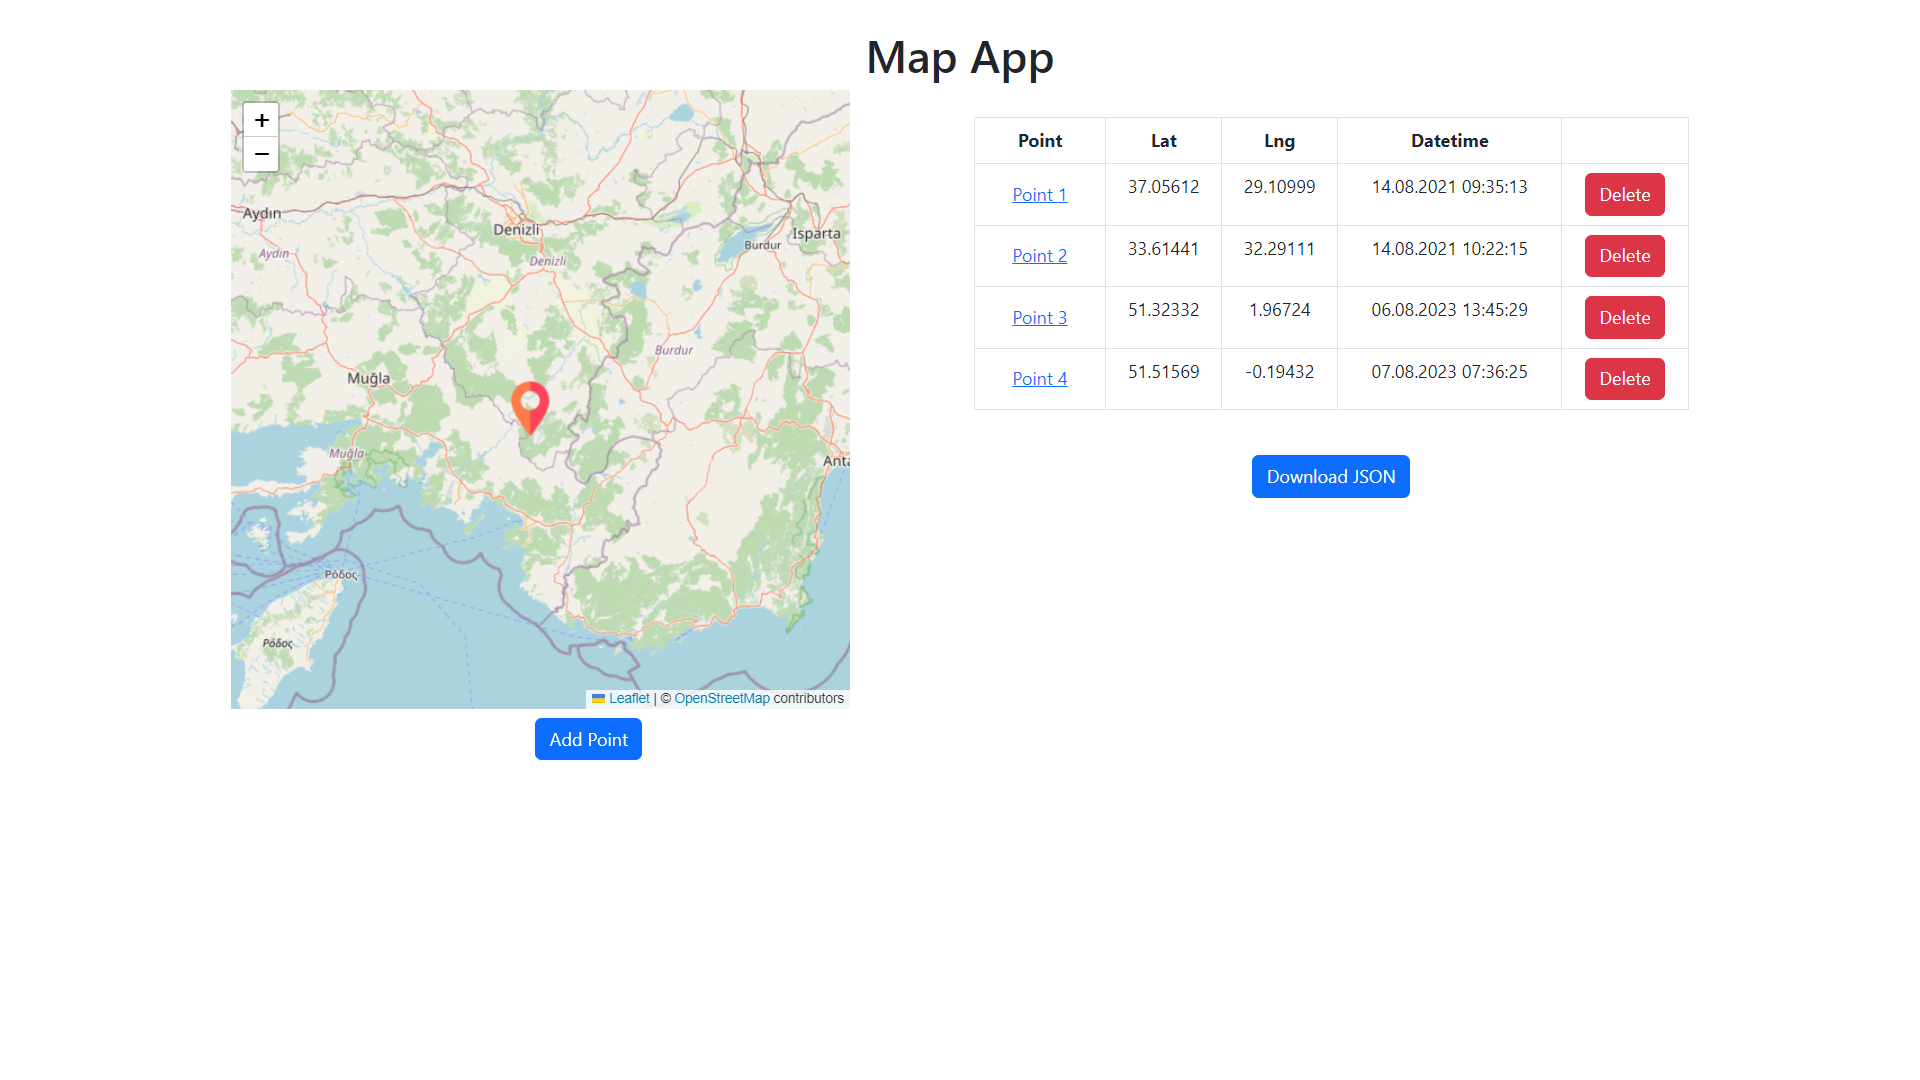 Map App
+
−
Aydın
Aydın
Denizli
Denizli
Isparta
Burdur
Burdur
Muğla
Muğla
Anta
Ρόδος
Ρόδος
Leaflet | © OpenStreetMap contributors
Add Point
Point Lat Lng Datetime
Point 1 37.05612 29.10999 14.08.2021 09:35:13 Delete
Point 2 33.61441 32.29111 14.08.2021 10:22:15 Delete
Point 3 51.32332 1.96724 06.08.2023 13:45:29 Delete
Point 4 51.51569 -0.19432 07.08.2023 07:36:25 Delete
Download JSON